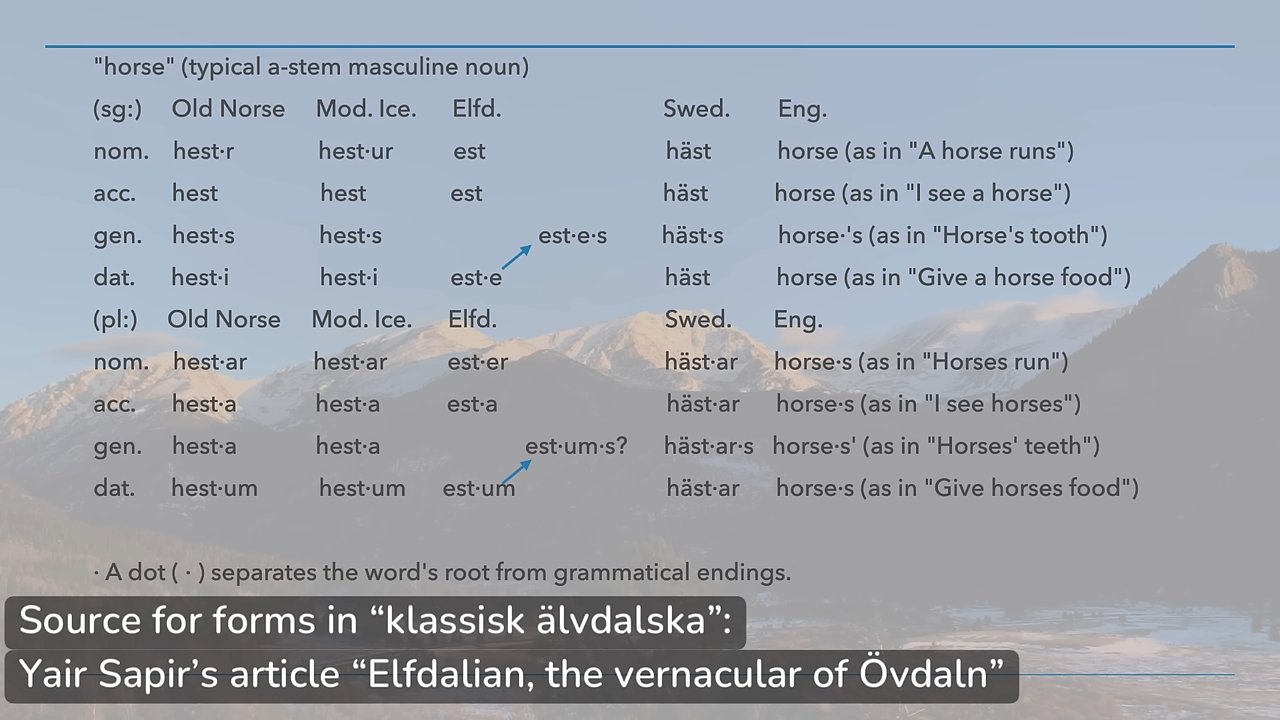 "horse" (typical a-stem masculine noun)
(sg:) Old Norse Mod. Ice. Elfd. Swed. Eng.
nom. hest·r hest·ur est häst horse (as in "A horse runs")
acc. hest hest est häst horse (as in "I see a horse")
gen. hest·s hest·s est·e·s häst·s horse·'s (as in "Horse's tooth")
dat. hest·i hest·i est·e häst horse (as in "Give a horse food")
(pl:) Old Norse Mod. Ice. Elfd. Swed. Eng.
nom. hest·ar hest·ar est·er häst·ar horse·s (as in "Horses run")
acc. hest·a hest·a est·a häst·ar horse·s (as in "I see horses")
gen. hest·a hest·a est·um·s? häst·ar·s horse·s' (as in "Horses' teeth")
dat. hest·um hest·um est·um häst·ar horse·s (as in "Give horses food")
· A dot ( · ) separates the word's root from grammatical endings.
Source for forms in “klassisk älvdalska”:
Yair Sapir’s article “Elfdalian, the vernacular of Övdaln”